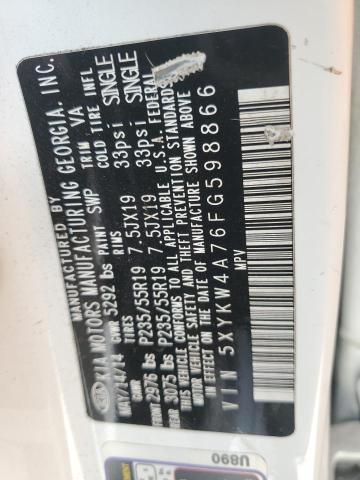 MANUFACTURED BY
KIA MOTORS MANUFACTURING GEORGIA, INC.
MAY/14/14 PAINT SWP TRIM VA
GVWR 5292 lbs RIMS COLD TIRE INFL
TIRES
FRONT 2976 lbs P235/55R19 7.5JX19 33psi SINGLE
REAR 3075 lbs P235/55R19 7.5JX19 33psi SINGLE
THIS VEHICLE CONFORMS TO ALL APPLICABLE U.S.A. FEDERAL
MOTOR VEHICLE SAFETY AND THEFT PREVENTION STANDARDS
IN EFFECT ON THE DATE OF MANUFACTURE SHOWN ABOVE
VIN 5XYKW4A76FG598866
MPV
U890